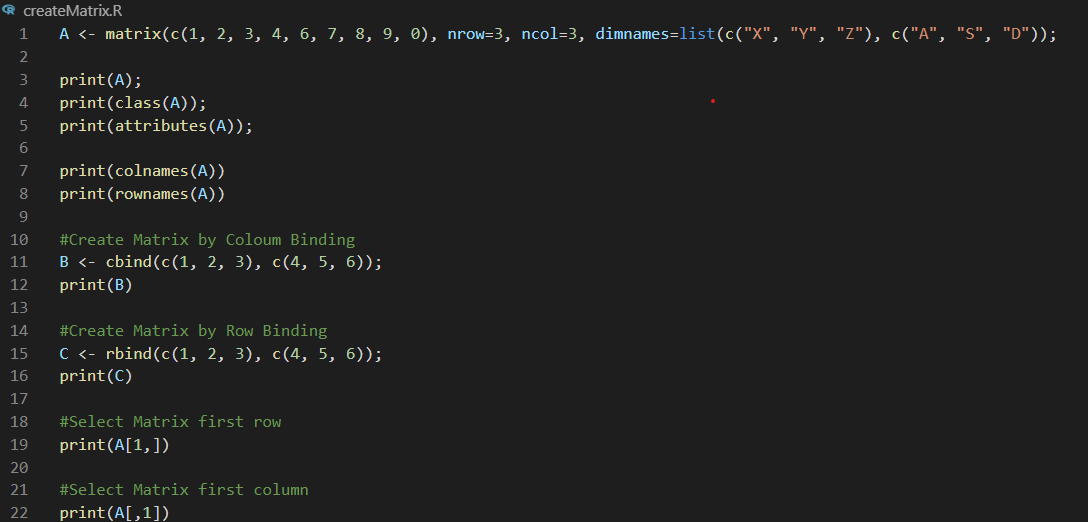 createMatrix.R
1 A <- matrix(c(1, 2, 3, 4, 6, 7, 8, 9, 0), nrow=3, ncol=3, dimnames=list(c("X", "Y", "Z"), c("A", "S", "D"));
2
3 print(A);
4 print(class(A));
5 print(attributes(A));
6
7 print(colnames(A))
8 print(rownames(A))
9
10 #Create Matrix by Coloum Binding
11 B <- cbind(c(1, 2, 3), c(4, 5, 6));
12 print(B)
13
14 #Create Matrix by Row Binding
15 C <- rbind(c(1, 2, 3), c(4, 5, 6));
16 print(C)
17
18 #Select Matrix first row
19 print(A[1,])
20
21 #Select Matrix first column
22 print(A[,1])